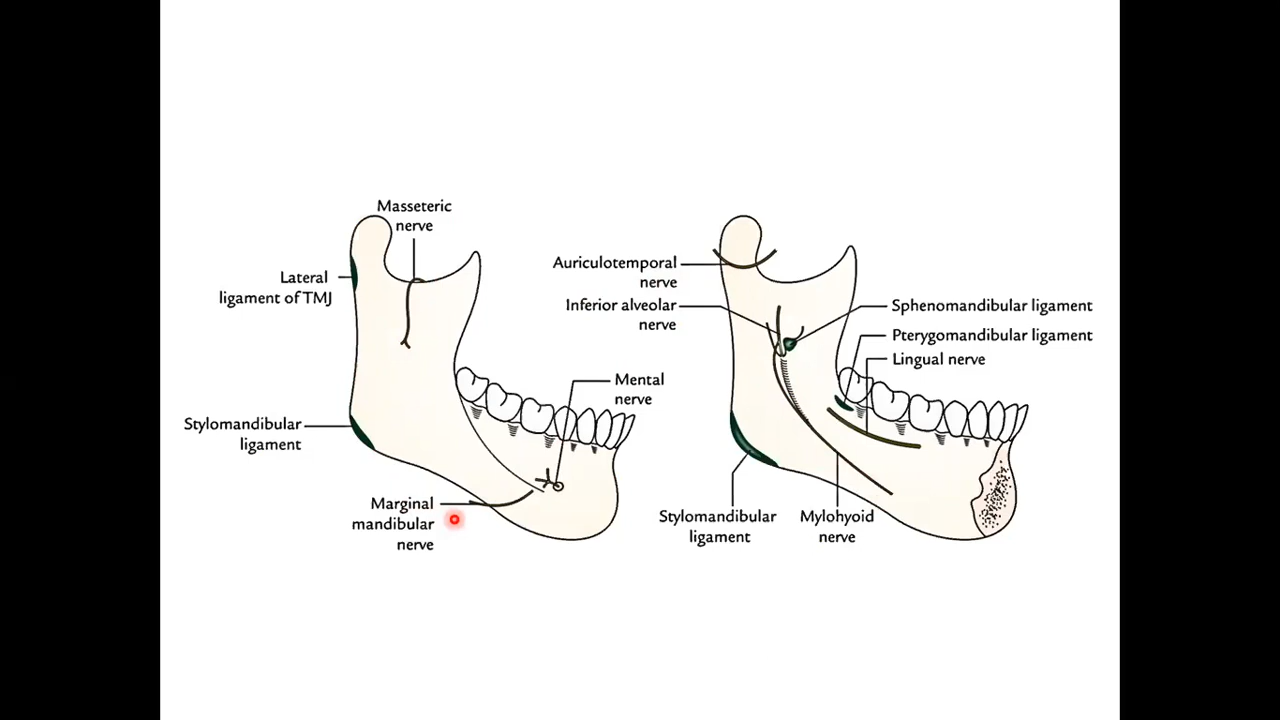 Masseteric
nerve
Lateral
ligament of TMJ
Mental
nerve
Stylomandibular
ligament
Marginal
mandibular
nerve
Auriculotemporal
nerve
Inferior alveolar
nerve
Sphenomandibular ligament
Pterygomandibular ligament
Lingual nerve
Stylomandibular
ligament
Mylohyoid
nerve